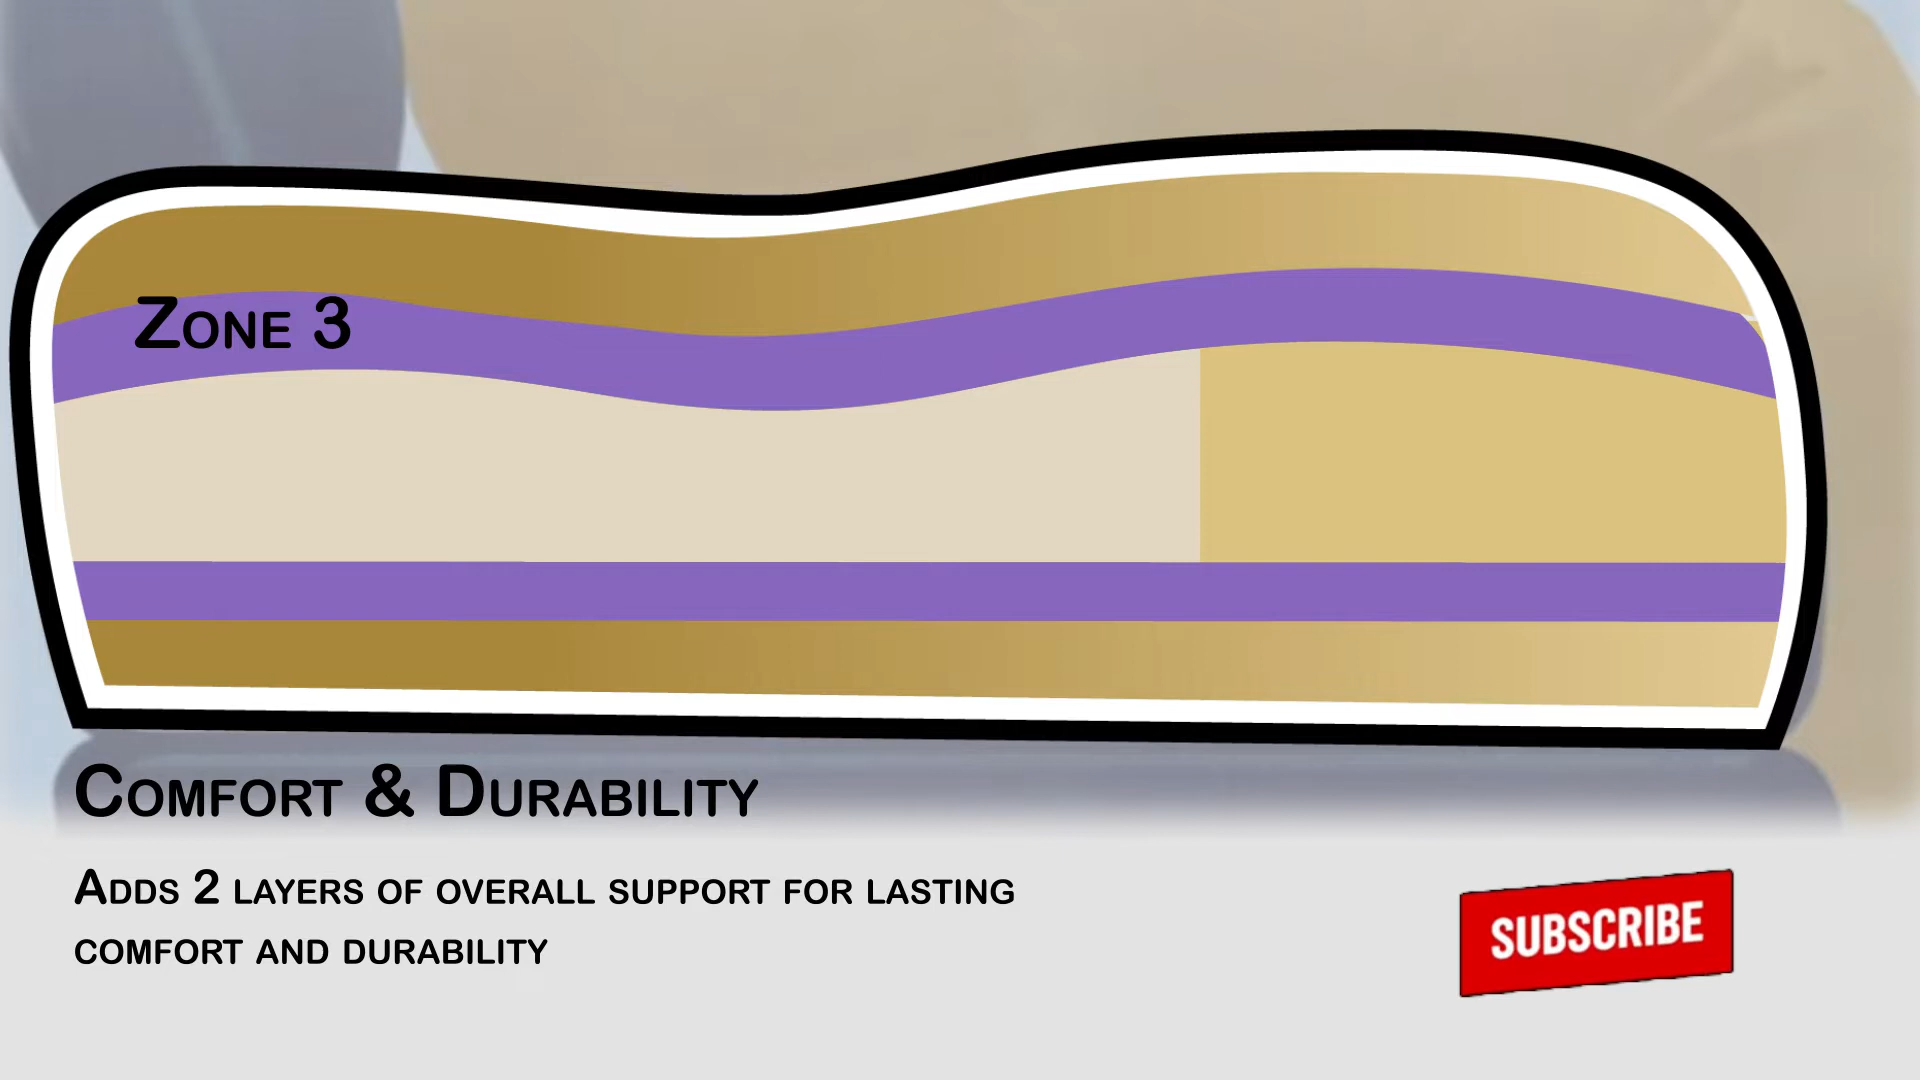 Zone 3
Comfort & Durability
Adds 2 layers of overall support for lasting
comfort and durability
SUBSCRIBE